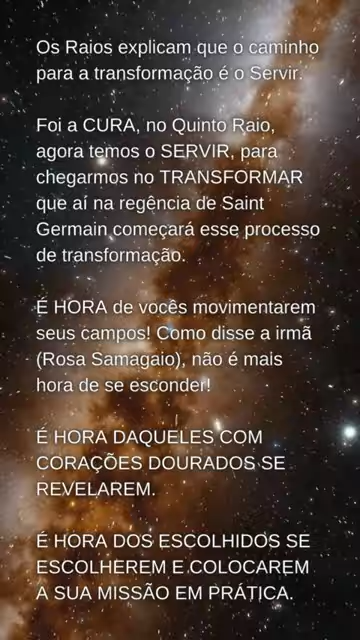 Os Raios explicam que o caminho
para a transformação é o Servir.
Foi a CURA, no Quinto Raio,
agora temos o SERVIR, para
chegarmos no TRANSFORMAR
que aí na regência de Saint
Germain começará esse processo
de transformação.
É HORA de vocês movimentarem
seus campos! Como disse a irmã
(Rosa Samagaio), não é mais
hora de se esconder!
É HORA DAQUELES COM
CORAÇÕES DOURADOS SE
REVELAREM.
É HORA DOS ESCOLHIDOS SE
ESCOLHEREM E COLOCAREM
A SUA MISSÃO EM PRÁTICA.